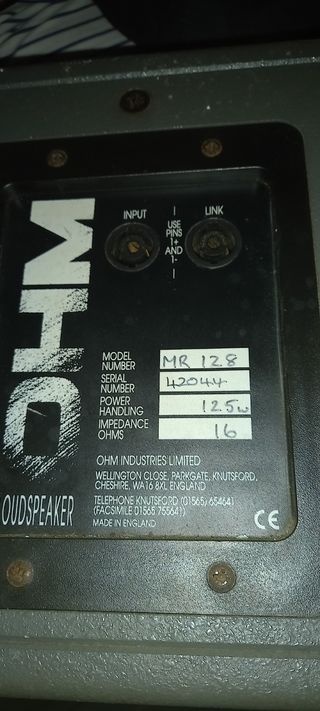 OHM
OUDSPEAKER
INPUT
USE
PINS
1+
AND
1-
LINK
MODEL
NUMBER MR 128
SERIAL
NUMBER 42044
POWER
HANDLING 125w
IMPEDANCE
OHMS 16
OHM INDUSTRIES LIMITED
WELLINGTON CLOSE, PARKGATE, KNUTSFORD,
CHESHIRE, WA16 8XL ENGLAND
TELEPHONE KNUTSFORD (01565) 654641
(FACSIMILE 01565 755641)
MADE IN ENGLAND
CE